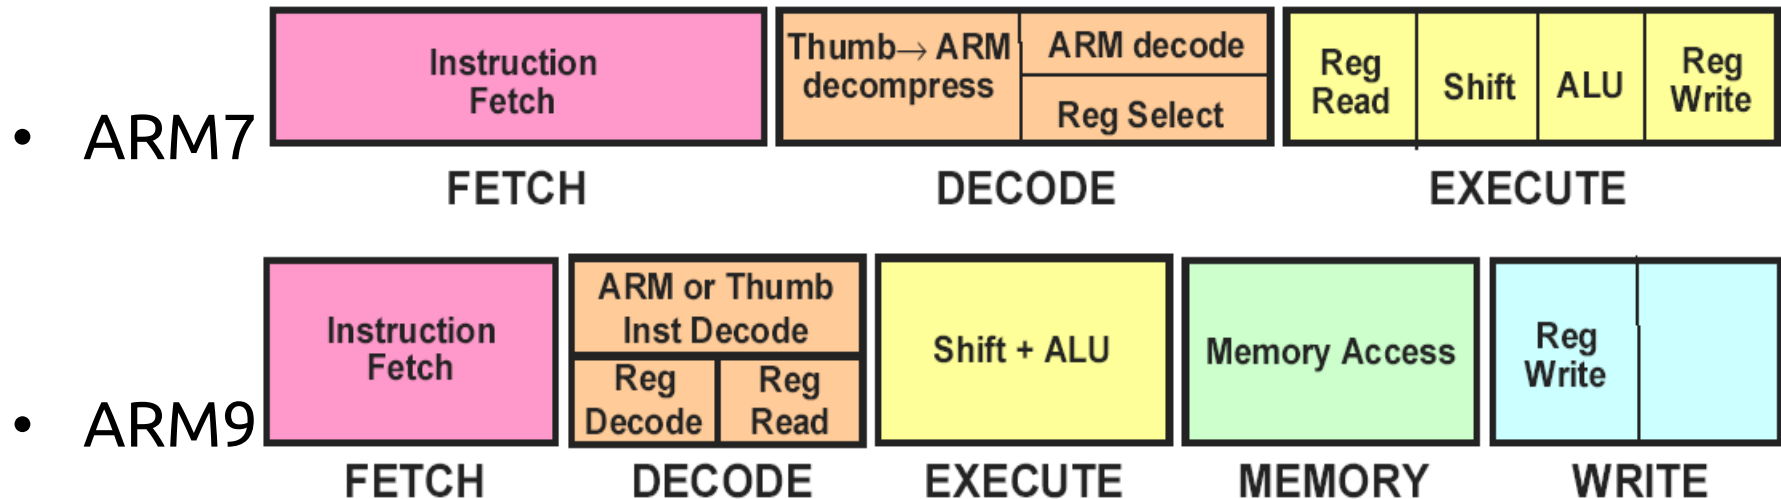 • ARM7
Instruction
Fetch
Thumb→ ARM
decompress
ARM decode
Reg Select
Reg
Read
Shift
ALU
Reg
Write
FETCH
DECODE
EXECUTE
• ARM9
Instruction
Fetch
ARM or Thumb
Inst Decode
Reg
Decode
Reg
Read
Shift + ALU
Memory Access
Reg
Write
FETCH
DECODE
EXECUTE
MEMORY
WRITE